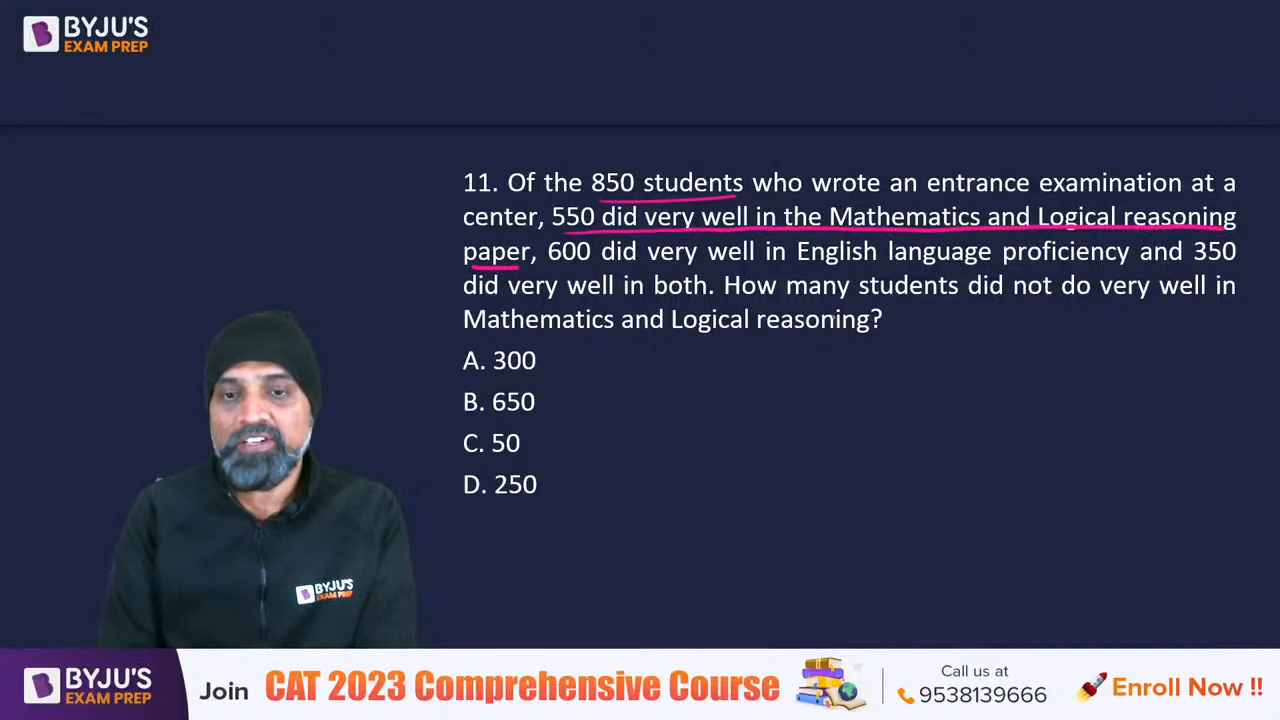 BYJU'S
EXAM PREP
11. Of the 850 students who wrote an entrance examination at a
center, 550 did very well in the Mathematics and Logical reasoning
paper, 600 did very well in English language proficiency and 350
did very well in both. How many students did not do very well in
Mathematics and Logical reasoning?
A. 300
B. 650
C. 50
D. 250
BYJU'S
EXAM PREP
BYJU'S
EXAM PREP
Join CAT 2023 Comprehensive Course
Call us at
9538139666
Enroll Now !!